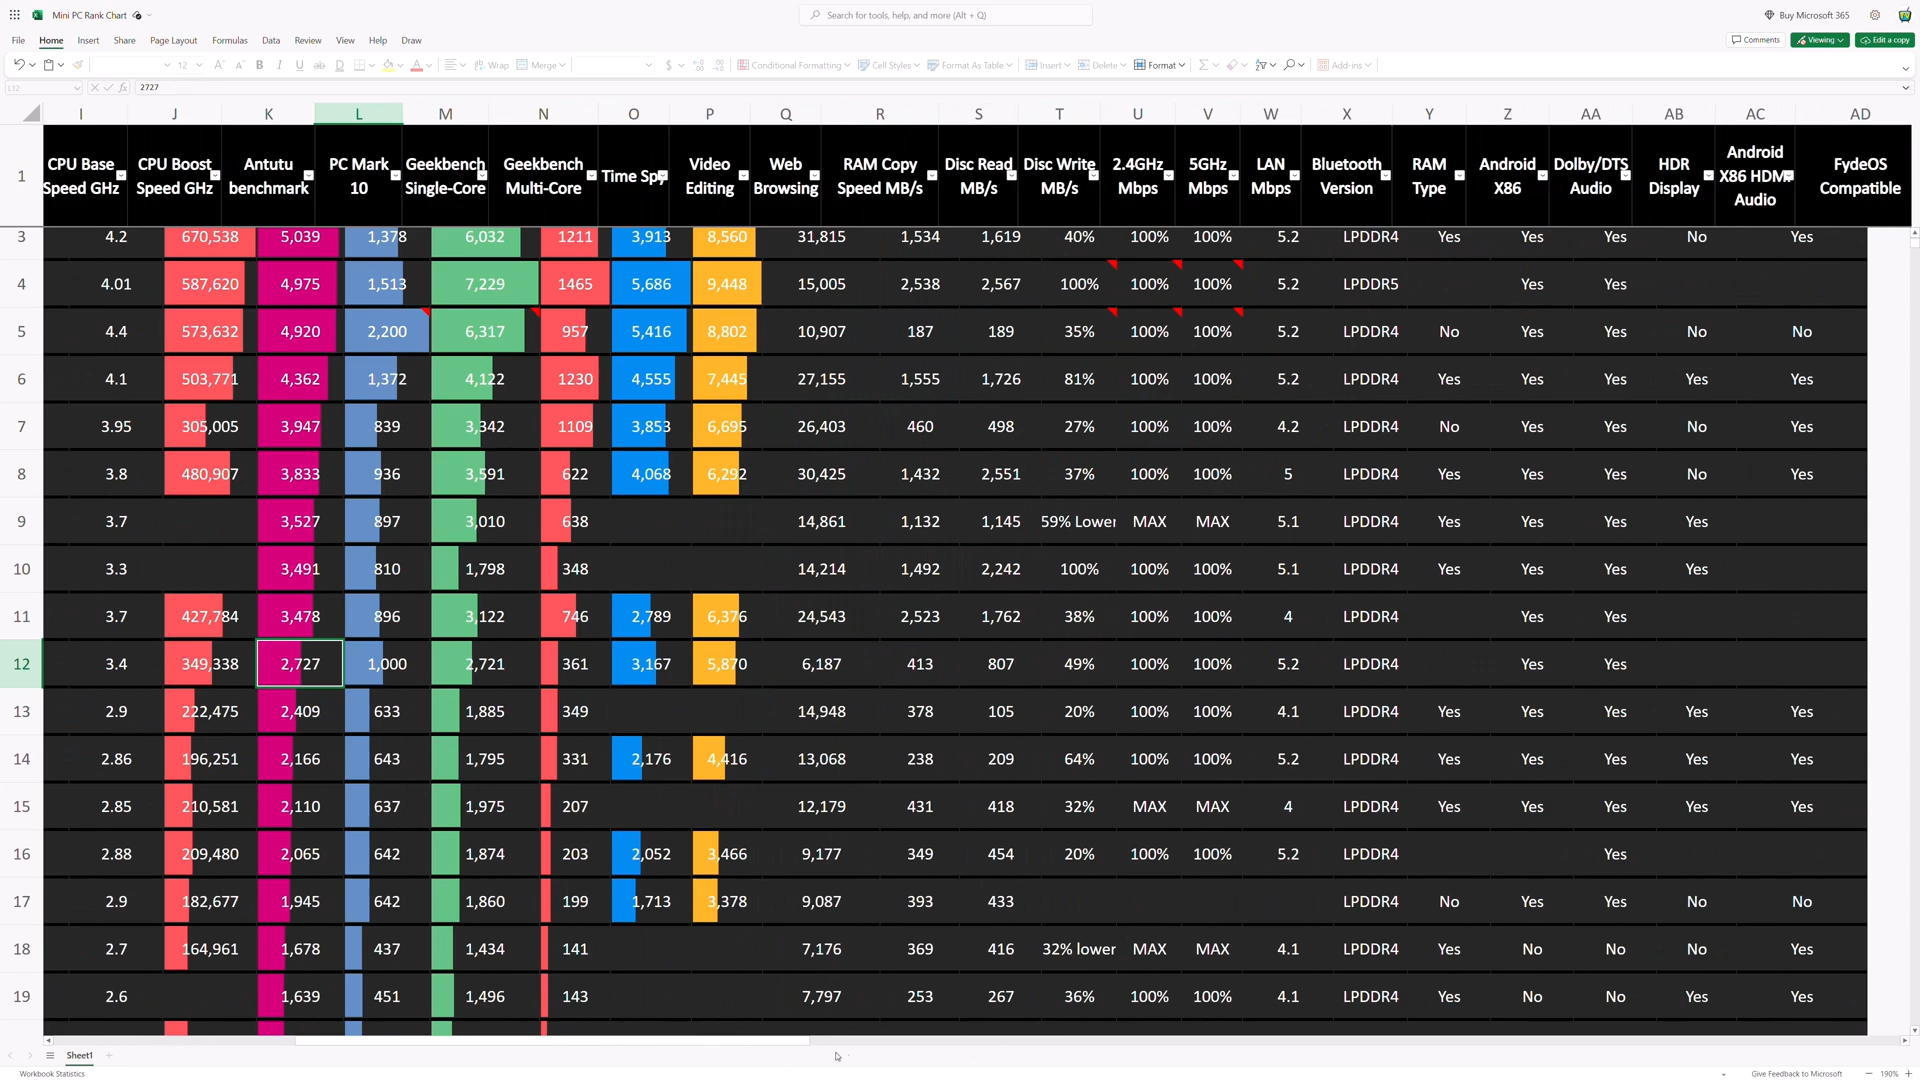 Mini PC Rank Chart
Search for tools, help, and more (Alt + Q)
Buy Microsoft 365
File Home Insert Share Page Layout Formulas Data Review View Help Draw
Comments Viewing Edit a copy
12 A A B I U ab D A Wrap Merge $ Conditional Formatting Cell Styles Format As Table Insert Delete Format Add-ins
L12 fx 2727
I J K L M N O P Q R S T U V W X Y Z AA AB AC AD
1 CPU Base Speed GHz CPU Boost Speed GHz Antutu benchmark PC Mark 10 Geekbench Single-Core Geekbench Multi-Core Time Spy Video Editing Web Browsing RAM Copy Speed MB/s Disc Read MB/s Disc Write MB/s 2.4GHz Mbps 5GHz Mbps LAN Mbps Bluetooth Version RAM Type Android X86 Dolby/DTS Audio HDR Display Android X86 HDMI Audio FydeOS Compatible
3 4.2 670,538 5,039 1,378 6,032 1211 3,913 8,560 31,815 1,534 1,619 40% 100% 100% 5.2 LPDDR4 Yes Yes Yes No Yes
4 4.01 587,620 4,975 1,513 7,229 1465 5,686 9,448 15,005 2,538 2,567 100% 100% 100% 5.2 LPDDR5 Yes Yes
5 4.4 573,632 4,920 2,200 6,317 957 5,416 8,802 10,907 187 189 35% 100% 100% 5.2 LPDDR4 No Yes Yes No No
6 4.1 503,771 4,362 1,372 4,122 1230 4,555 7,445 27,155 1,555 1,726 81% 100% 100% 5.2 LPDDR4 Yes Yes Yes Yes Yes
7 3.95 305,005 3,947 839 3,342 1109 3,853 6,695 26,403 460 498 27% 100% 100% 4.2 LPDDR4 No Yes Yes No Yes
8 3.8 480,907 3,833 936 3,591 622 4,068 6,292 30,425 1,432 2,551 37% 100% 100% 5 LPDDR4 Yes Yes Yes No Yes
9 3.7 3,527 897 3,010 638 14,861 1,132 1,145 59% Lower MAX MAX 5.1 LPDDR4 Yes Yes Yes Yes
10 3.3 3,491 810 1,798 348 14,214 1,492 2,242 100% 100% 100% 5.1 LPDDR4 Yes Yes Yes Yes
11 3.7 427,784 3,478 896 3,122 746 2,789 6,376 24,543 2,523 1,762 38% 100% 100% 4 LPDDR4 Yes Yes
12 3.4 349,338 2,727 1,000 2,721 361 3,167 5,870 6,187 413 807 49% 100% 100% 5.2 LPDDR4 Yes Yes
13 2.9 222,475 2,409 633 1,885 349 14,948 378 105 20% 100% 100% 4.1 LPDDR4 Yes Yes Yes Yes Yes
14 2.86 196,251 2,166 643 1,795 331 2,176 4,416 13,068 238 209 64% 100% 100% 5.2 LPDDR4 Yes Yes Yes Yes Yes
15 2.85 210,581 2,110 637 1,975 207 12,179 431 418 32% MAX MAX 4 LPDDR4 Yes Yes Yes Yes Yes
16 2.88 209,480 2,065 642 1,874 203 2,052 3,466 9,177 349 454 20% 100% 100% 5.2 LPDDR4 Yes
17 2.9 182,677 1,945 642 1,860 199 1,713 3,378 9,087 393 433 LPDDR4 No Yes Yes No No
18 2.7 164,961 1,678 437 1,434 141 7,176 369 416 32% lower MAX MAX 4.1 LPDDR4 Yes No No No Yes
19 2.6 1,639 451 1,496 143 7,797 253 267 36% 100% 100% 4.1 LPDDR4 Yes No No Yes Yes
Sheet1
Workbook Statistics Give Feedback to Microsoft 190%